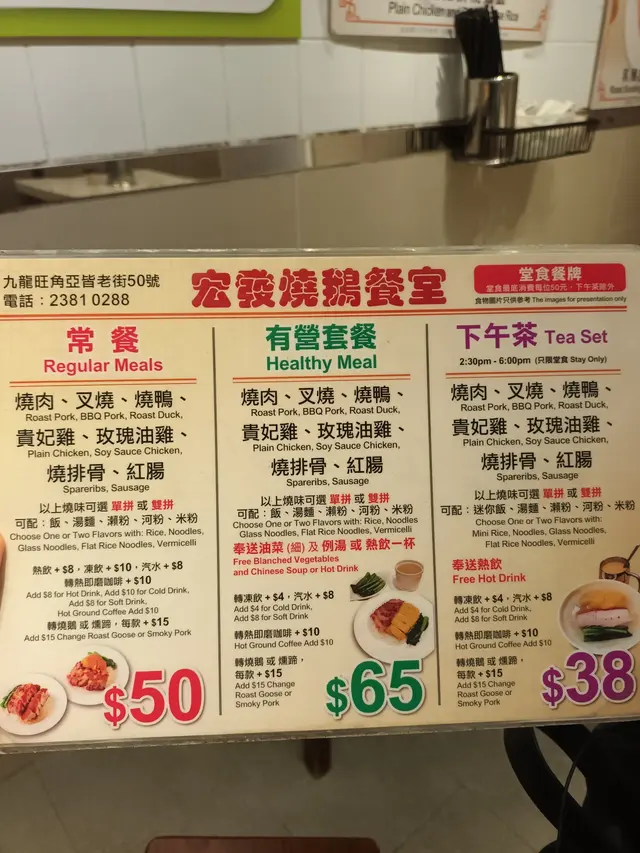 Plain Chicken and
Rice
九龍旺角亞皆老街50號
電話：2381 0288
宏發燒鵝餐室
堂食餐牌
堂食最底消費每位50元，下午茶除外
食物圖片只供參考 The images for presentation only
常餐
Regular Meals
燒肉、叉燒、燒鴨、
Roast Pork, BBQ Pork, Roast Duck,
貴妃雞、玫瑰油雞、
Plain Chicken, Soy Sauce Chicken,
燒排骨、紅腸
Spareribs, Sausage
以上燒味可選 單拼 或 雙拼
可配：飯、湯麵、瀨粉、河粉、米粉
Choose One or Two Flavors with: Rice, Noodles,
Glass Noodles, Flat Rice Noodles, Vermicelli
熱飲 +$8，凍飲 +$10，汽水 +$8
轉熱即磨咖啡 +$10
Add $8 for Hot Drink, Add $10 for Cold Drink,
Add $8 for Soft Drink,
Hot Ground Coffee Add $10
轉燒鵝 或 燻蹄，每款 +$15
Add $15 Change Roast Goose or Smoky Pork
$50
有營套餐
Healthy Meal
燒肉、叉燒、燒鴨、
Roast Pork, BBQ Pork, Roast Duck,
貴妃雞、玫瑰油雞、
Plain Chicken, Soy Sauce Chicken,
燒排骨、紅腸
Spareribs, Sausage
以上燒味可選 單拼 或 雙拼
可配：飯、湯麵、瀨粉、河粉、米粉
Choose One or Two Flavors with: Rice, Noodles
Glass Noodles, Flat Rice Noodles, Vermicelli
奉送油菜 (細) 及 例湯 或 熱飲一杯
Free Blanched Vegetables
and Chinese Soup or Hot Drink
轉凍飲 +$4，汽水 +$8
Add $4 for Cold Drink,
Add $8 for Soft Drink
轉熱即磨咖啡 +$10
Hot Ground Coffee Add $10
轉燒鵝 或 燻蹄，
每款 +$15
Add $15 Change
Roast Goose or
Smoky Pork
$65
下午茶 Tea Set
2:30pm - 6:00pm (只限堂食 Stay Only)
燒肉、叉燒、燒鴨、
Roast Pork, BBQ Pork, Roast Duck,
貴妃雞、玫瑰油雞、
Plain Chicken, Soy Sauce Chicken,
燒排骨、紅腸
Spareribs, Sausage
以上燒味可選 單拼 或 雙拼
可配：迷你飯、湯麵、瀨粉、河粉、米粉
Choose One or Two Flavors with:
Mini Rice, Noodles, Glass Noodles,
Flat Rice Noodles, Vermicelli
奉送熱飲
Free Hot Drink
轉凍飲 +$4，汽水 +$8
Add $4 for Cold Drink,
Add $8 for Soft Drink
轉熱即磨咖啡 +$10
Hot Ground Coffee Add $10
轉燒鵝 或 燻蹄，
每款 +$15
Add $15 Change
Roast Goose or
Smoky Pork
$38